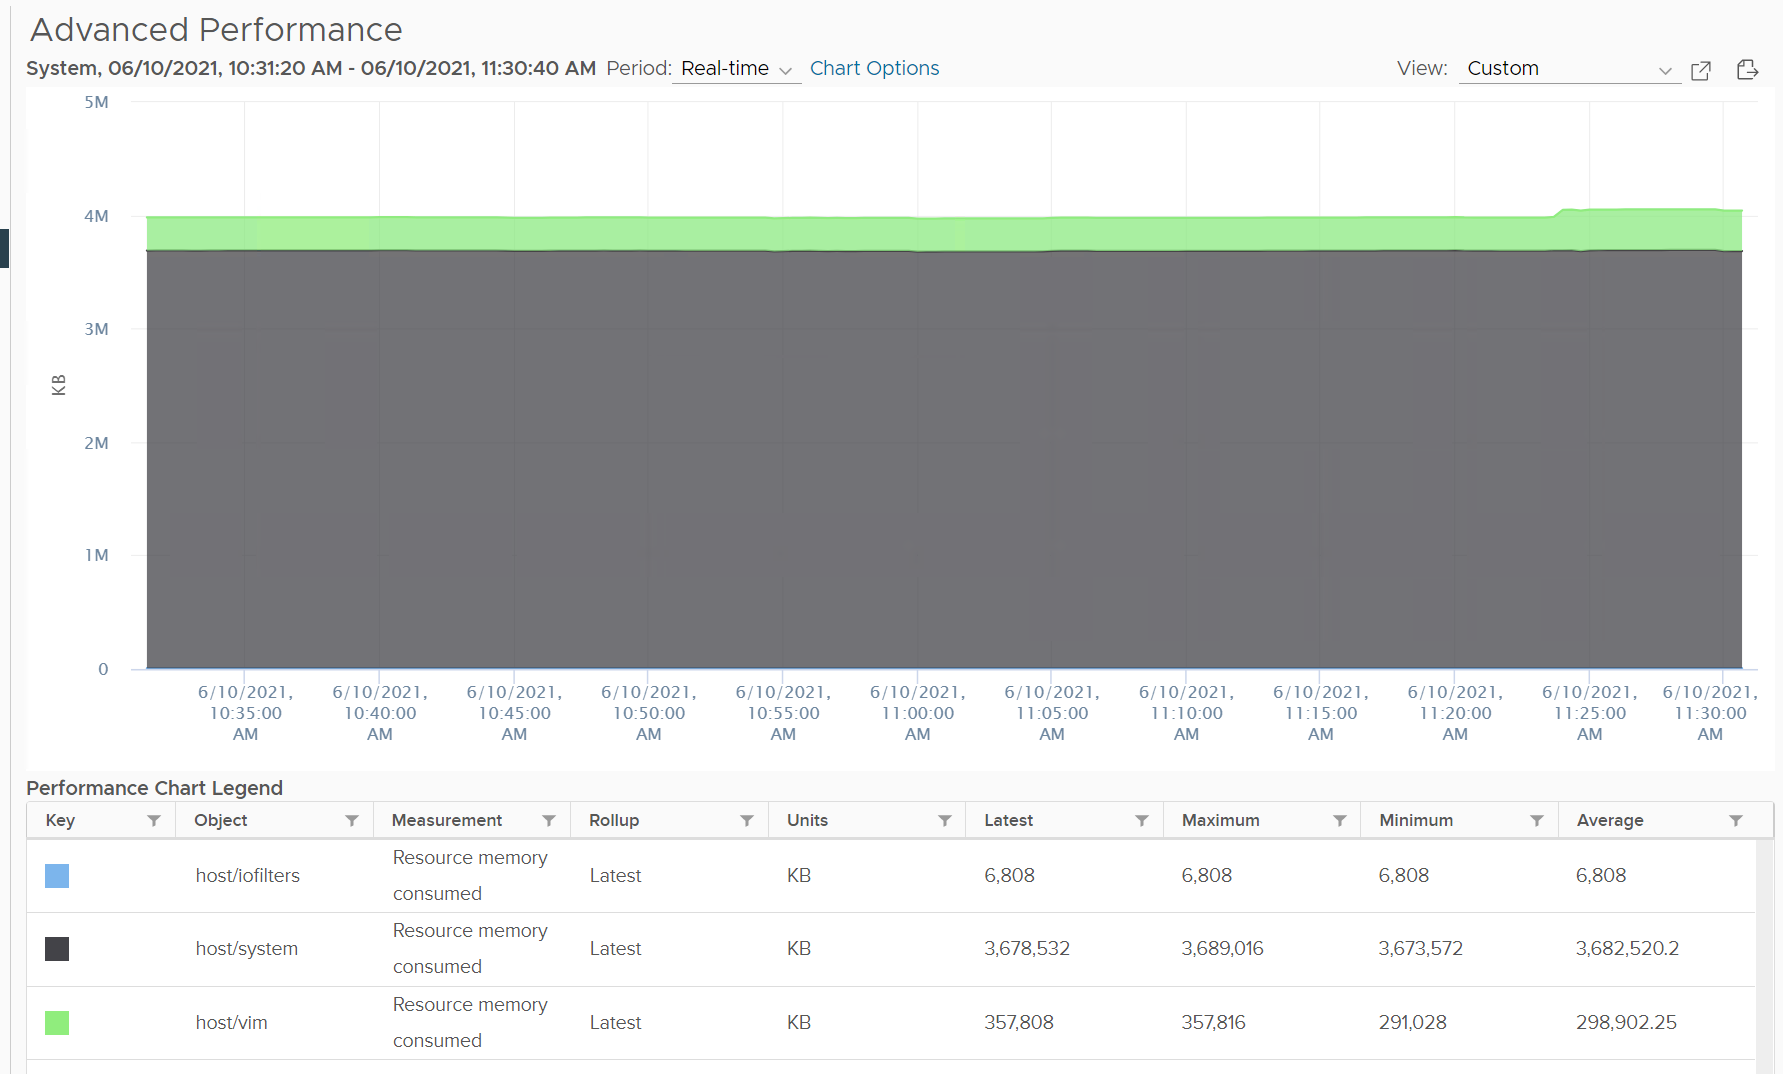 Advanced Performance
System, 06/10/2021, 10:31:20 AM - 06/10/2021, 11:30:40 AM Period: Real-time Chart Options View: Custom
5M
4M
3M
KB
2M
1M
0
6/10/2021, 6/10/2021, 6/10/2021, 6/10/2021, 6/10/2021, 6/10/2021, 6/10/2021, 6/10/2021, 6/10/2021, 6/10/2021, 6/10/2021, 6/10/2021,
10:35:00 10:40:00 10:45:00 10:50:00 10:55:00 11:00:00 11:05:00 11:10:00 11:15:00 11:20:00 11:25:00 11:30:00
AM AM AM AM AM AM AM AM AM AM AM AM
Performance Chart Legend
Key Object Measurement Rollup Units Latest Maximum Minimum Average
host/iofilters Resource memory consumed Latest KB 6,808 6,808 6,808 6,808
host/system Resource memory consumed Latest KB 3,678,532 3,689,016 3,673,572 3,682,520.2
host/vim Resource memory consumed Latest KB 357,808 357,816 291,028 298,902.25